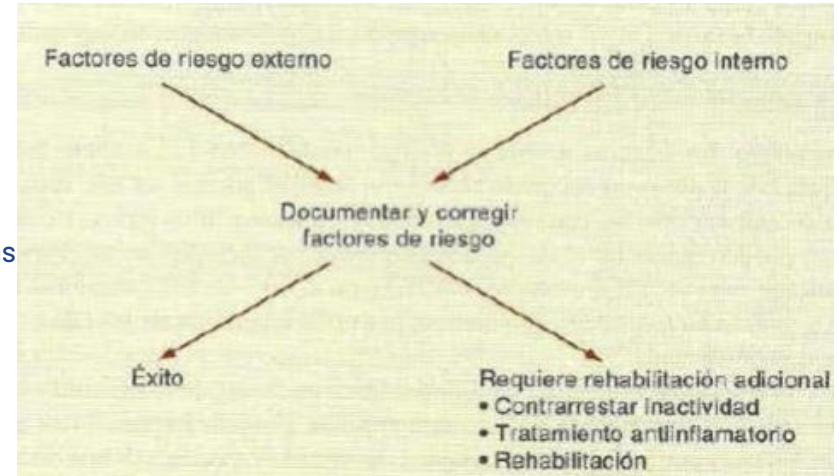 Factores de riesgo externo
Factores de riesgo interno
Documentar y corregir
factores de riesgo
s
Éxito
Requiere rehabilitación adicional
• Contrarrestar inactividad
• Tratamiento antiinflamatorio
• Rehabilitación